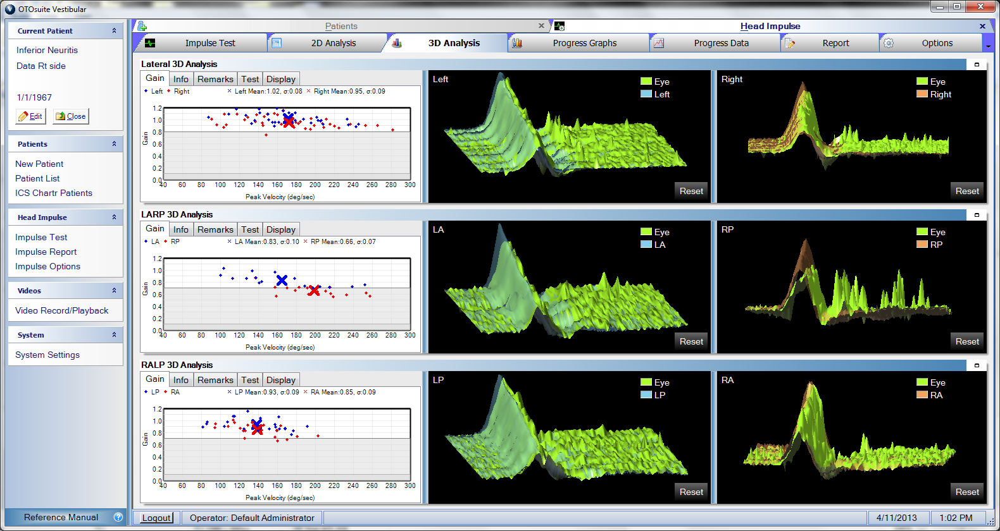 OTOsuite Vestibular
Current Patient
Inferior Neuritis
Data Rt side
1/1/1967
Edit
Close
Patients
New Patient
Patient List
ICS Chartr Patients
Head Impulse
Impulse Test
Impulse Report
Impulse Options
Videos
Video Record/Playback
System
System Settings
Reference Manual
Patients
Head Impulse
Impulse Test
2D Analysis
3D Analysis
Progress Graphs
Progress Data
Report
Options
Lateral 3D Analysis
Gain Info Remarks Test Display
Left Right Left Mean:1.02, σ:0.08 Right Mean:0.95, σ:0.09
Gain
1.2
1.0
0.8
0.6
0.4
0.2
0.0
40 60 80 100 120 140 160 180 200 220 240 260 280 300
Peak Velocity (deg/sec)
Left
Eye
Left
Reset
Right
Eye
Right
Reset
LARP 3D Analysis
Gain Info Remarks Test Display
LA RP LA Mean:0.83, σ:0.10 RP Mean:0.66, σ:0.07
Gain
1.2
1.0
0.8
0.6
0.4
0.2
0.0
40 60 80 100 120 140 160 180 200 220 240 260 280 300
Peak Velocity (deg/sec)
LA
Eye
LA
Reset
RP
Eye
RP
Reset
RALP 3D Analysis
Gain Info Remarks Test Display
LP RA LP Mean:0.93, σ:0.09 RA Mean:0.85, σ:0.09
Gain
1.2
1.0
0.8
0.6
0.4
0.2
0.0
40 60 80 100 120 140 160 180 200 220 240 260 280 300
Peak Velocity (deg/sec)
LP
Eye
LP
Reset
RA
Eye
RA
Reset
Logout
Operator: Default Administrator
4/11/2013
1:02 PM